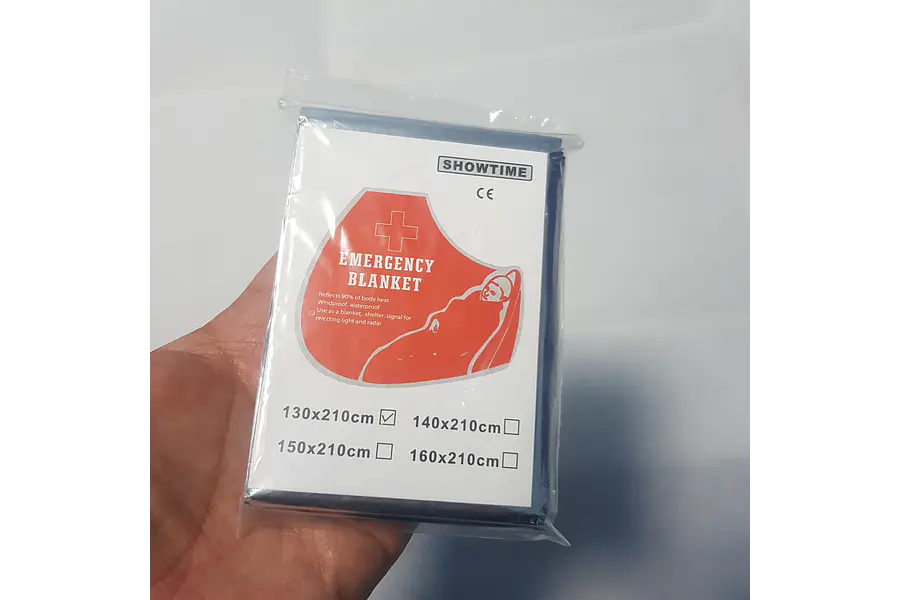 SHOWTIME
CE
EMERGENCY
BLANKET
Reflects 90% of body heat
Windproof, waterproof
Use as a blanket, shelter, signal for
reflecting light and radar
130x210cm ☑ 140x210cm ☐
150x210cm ☐ 160x210cm ☐